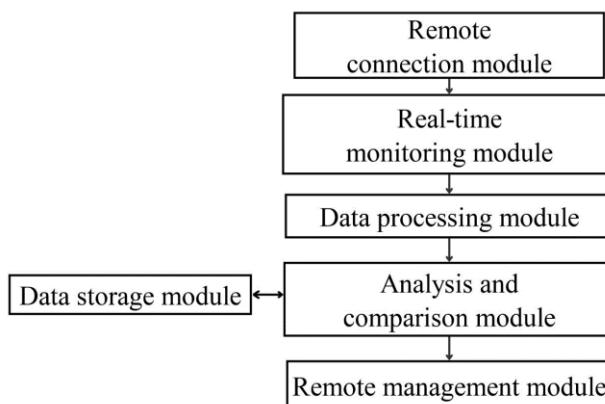 Remote
connection module
Real-time
monitoring module
Data processing module
Data storage module
Analysis and
comparison module
Remote management module